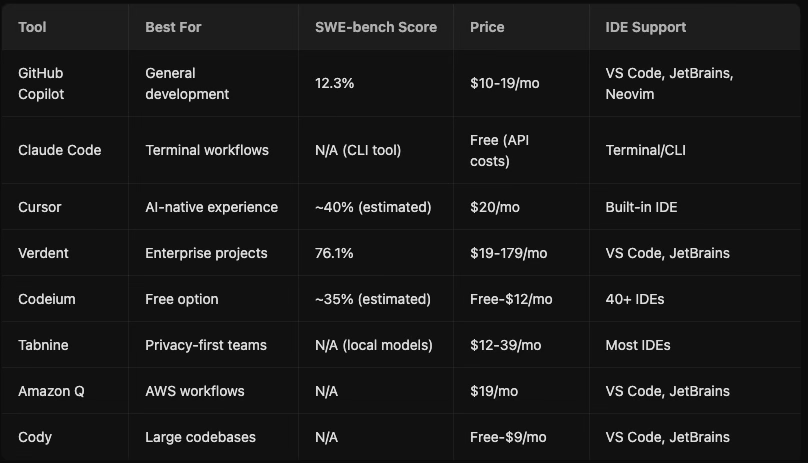 Tool Best For SWE-bench Score Price IDE Support
GitHub Copilot General development 12.3% $10-19/mo VS Code, JetBrains, Neovim
Claude Code Terminal workflows N/A (CLI tool) Free (API costs) Terminal/CLI
Cursor AI-native experience ~40% (estimated) $20/mo Built-in IDE
Verdent Enterprise projects 76.1% $19-179/mo VS Code, JetBrains
Codeium Free option ~35% (estimated) Free-$12/mo 40+ IDEs
Tabnine Privacy-first teams N/A (local models) $12-39/mo Most IDEs
Amazon Q AWS workflows N/A $19/mo VS Code, JetBrains
Cody Large codebases N/A Free-$9/mo VS Code, JetBrains